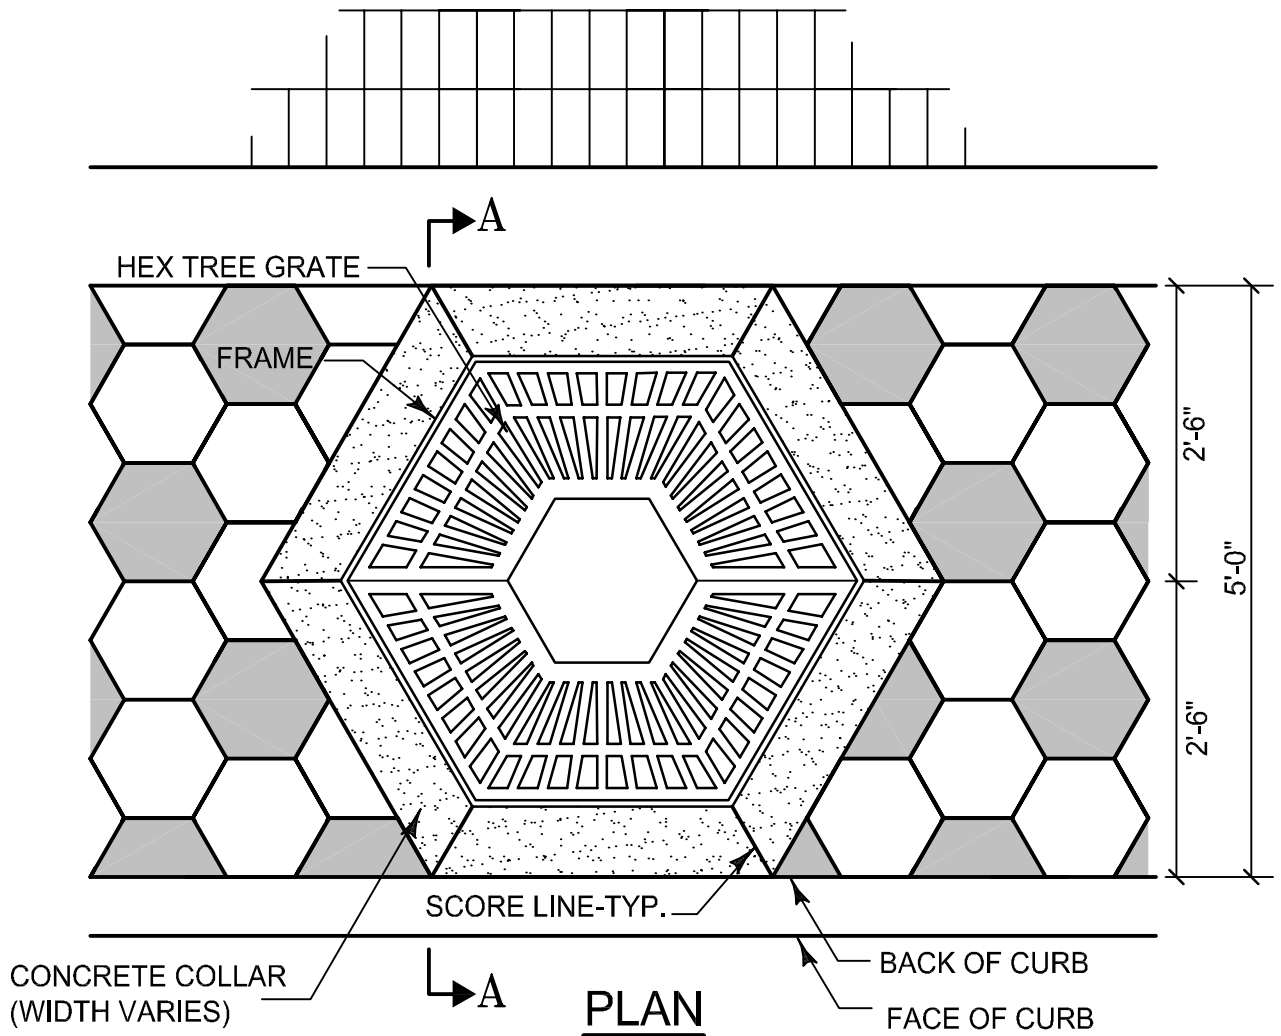 A
HEX TREE GRATE
FRAME
2'-6"
5'-0"
2'-6"
SCORE LINE-TYP.
CONCRETE COLLAR
(WIDTH VARIES)
A
BACK OF CURB
FACE OF CURB
PLAN